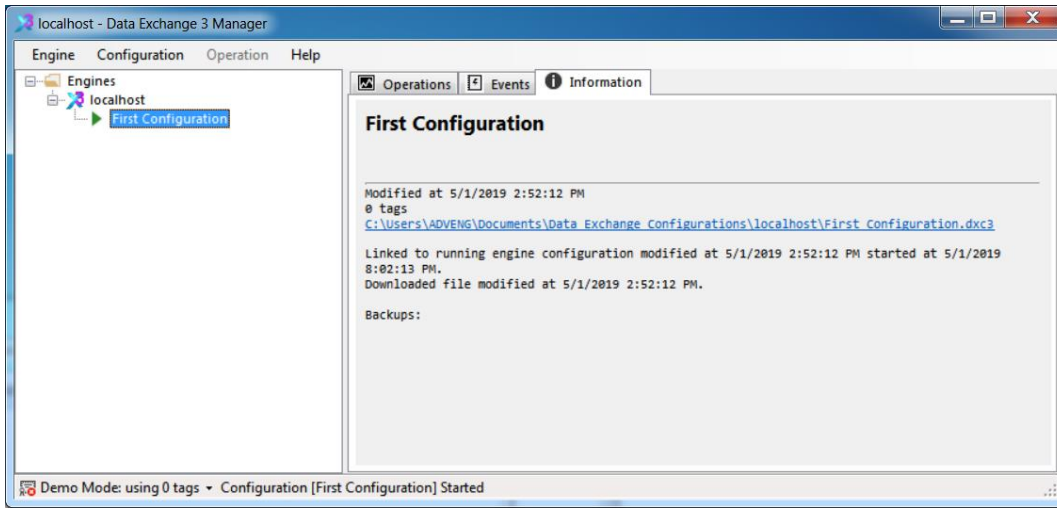 localhost - Data Exchange 3 Manager
Engine Configuration Operation Help
Engines
localhost
First Configuration
Operations Events Information
First Configuration
Modified at 5/1/2019 2:52:12 PM
0 tags
C:\Users\ADVENG\Documents\Data Exchange Configurations\localhost\First Configuration.dxc3
Linked to running engine configuration modified at 5/1/2019 2:52:12 PM started at 5/1/2019
8:02:13 PM.
Downloaded file modified at 5/1/2019 2:52:12 PM.
Backups:
Demo Mode: using 0 tags Configuration [First Configuration] Started